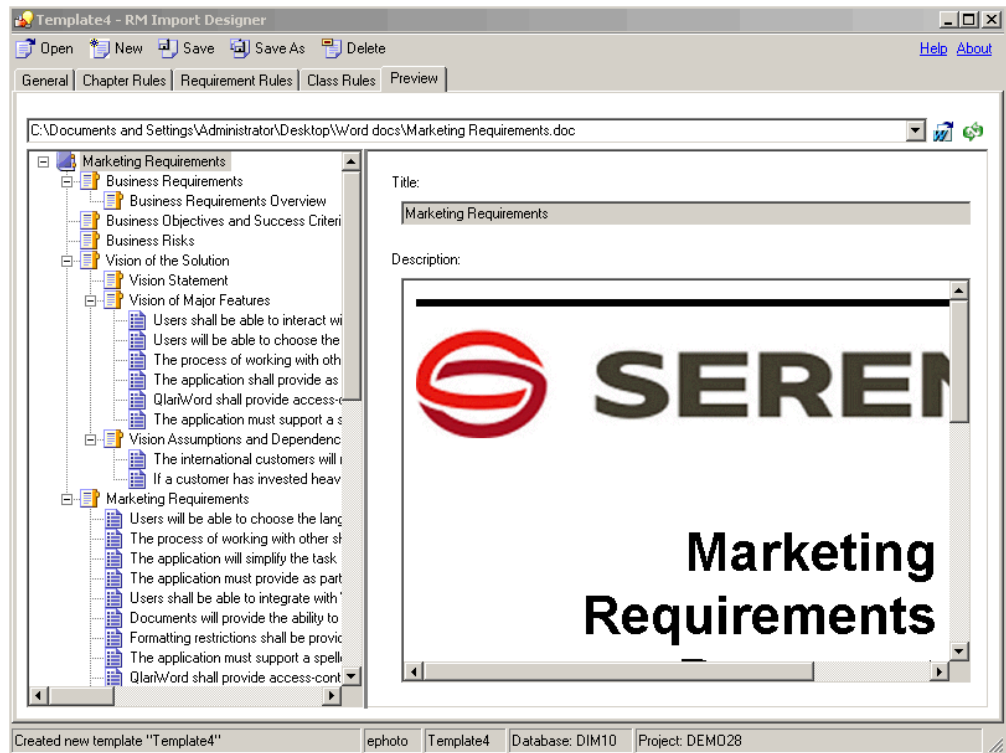 Template4 - RM Import Designer
Open New Save Save As Delete Help About
General Chapter Rules Requirement Rules Class Rules Preview
C:\Documents and Settings\Administrator\Desktop\Word docs\Marketing Requirements.doc
Marketing Requirements
Business Requirements
Business Requirements Overview
Business Objectives and Success Criteri
Business Risks
Vision of the Solution
Vision Statement
Vision of Major Features
Users shall be able to interact wi
Users will be able to choose the
The process of working with oth
The application shall provide as
QlariWord shall provide access-c
The application must support a s
Vision Assumptions and Dependenc
The international customers will
If a customer has invested heav
Marketing Requirements
Users will be able to choose the lang
The process of working with other sh
The application will simplify the task
The application must provide as part
Users shall be able to integrate with
Documents will provide the ability to
Formatting restrictions shall be provic
The application must support a spelle
QlariWord shall provide access-cont
Title:
Marketing Requirements
Description:
SEREN
Marketing
Requirements
Created new template "Template4" ephoto Template4 Database: DIM10 Project: DEMO28